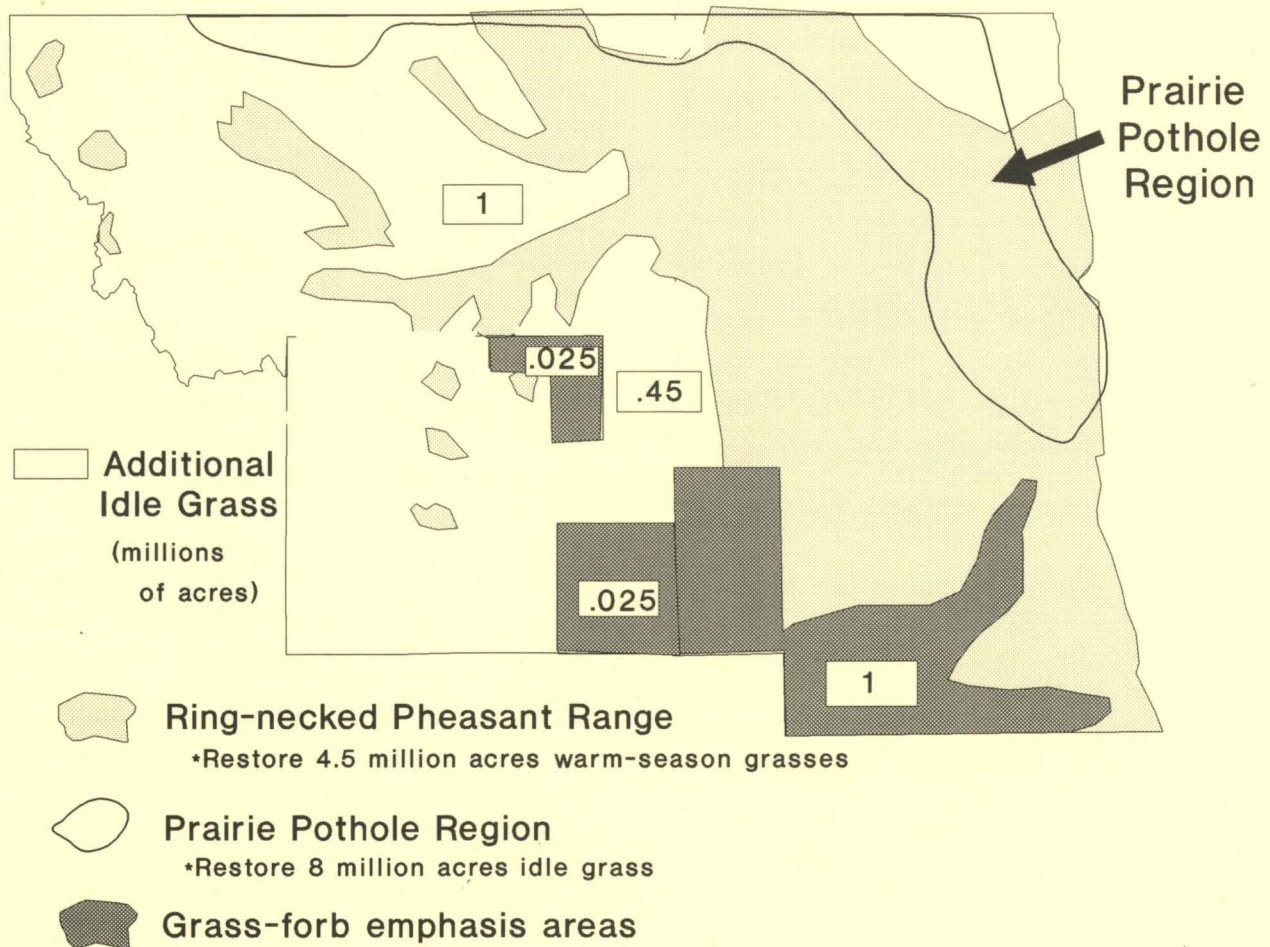 Prairie
Pothole
Region
1
.025
.45
Additional
Idle Grass
(millions
of acres)
.025
1
Ring-necked Pheasant Range
*Restore 4.5 million acres warm-season grasses
Prairie Pothole Region
*Restore 8 million acres idle grass
Grass-forb emphasis areas